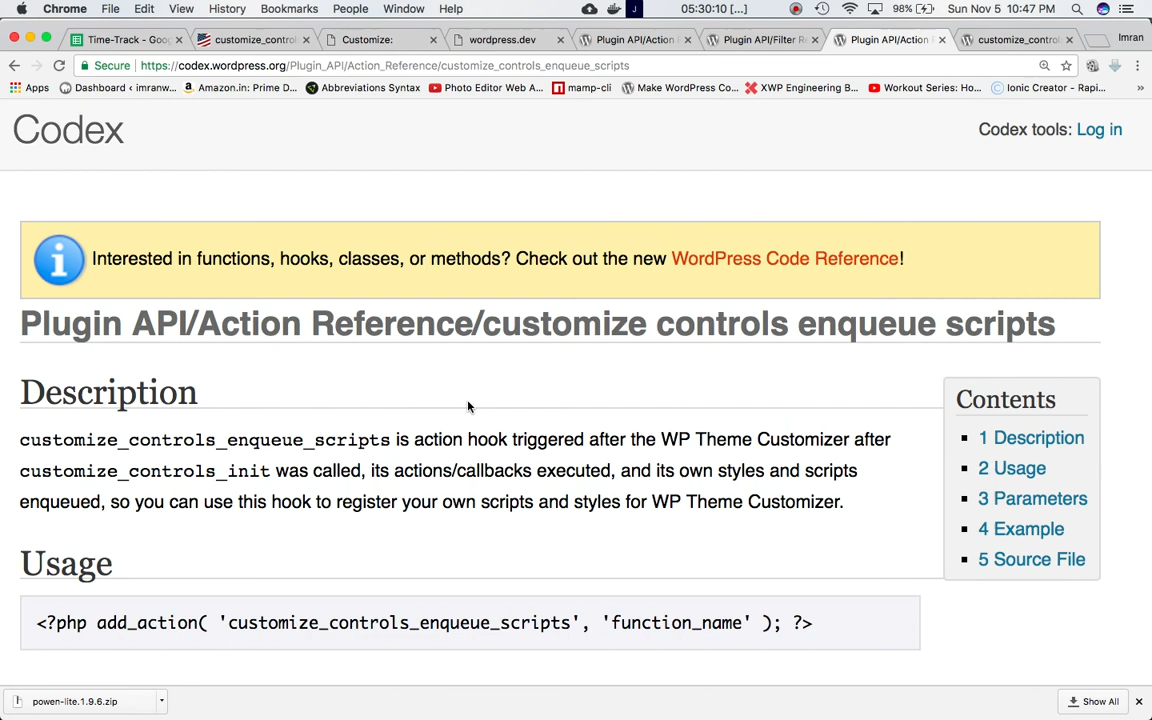 Chrome File Edit View History Bookmarks People Window Help 05:30:10 [...] 98% Sun Nov 5 10:47 PM
Time-Track - Goo customize_control Customize: wordpress.dev Plugin API/Action Plugin API/Filter R Plugin API/Action customize_contro Imran
Secure https://codex.wordpress.org/Plugin_API/Action_Reference/customize_controls_enqueue_scripts
Apps Dashboard ‹ imranw... Amazon.in: Prime D... Abbreviations Syntax Photo Editor Web A... mamp-cli Make WordPress Co... XWP Engineering B... Workout Series: Ho... Ionic Creator - Rapi... »
Codex
Codex tools: Log in
Interested in functions, hooks, classes, or methods? Check out the new WordPress Code Reference!
Plugin API/Action Reference/customize controls enqueue scripts
Description
customize_controls_enqueue_scripts is action hook triggered after the WP Theme Customizer after
customize_controls_init was called, its actions/callbacks executed, and its own styles and scripts
enqueued, so you can use this hook to register your own scripts and styles for WP Theme Customizer.
Contents
1 Description
2 Usage
3 Parameters
4 Example
5 Source File
Usage
<?php add_action( 'customize_controls_enqueue_scripts', 'function_name' ); ?>
powen-lite.1.9.6.zip
Show All